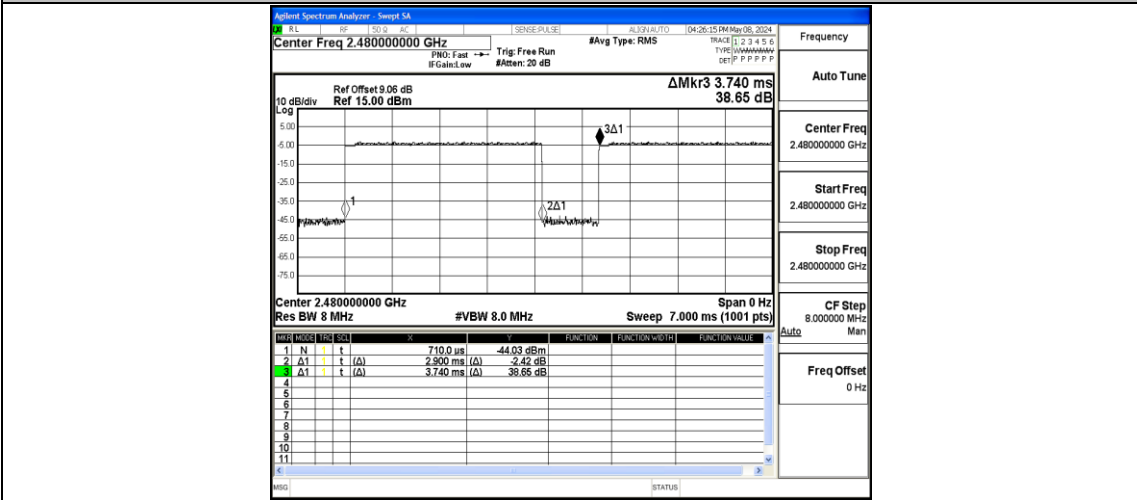 Agilent Spectrum Analyzer - Swept SA
RL RF 50 Ω AC SENSE:PULSE ALIGN AUTO 04:26:15 PM May 08, 2024
Center Freq 2.480000000 GHz #Avg Type: RMS TRACE 1 2 3 4 5 6
PNO: Fast Trig: Free Run TYPE WWWWWW
IFGain:Low #Atten: 20 dB DET P P P P P P
Frequency
Auto Tune
ΔMkr3 3.740 ms
38.65 dB
Ref Offset 9.06 dB
10 dB/div Ref 15.00 dBm
Log
5.00
-5.00
-15.0
-25.0
-35.0
-45.0
-55.0
-65.0
-75.0
1
2Δ1
3Δ1
Center Freq
2.480000000 GHz
Start Freq
2.480000000 GHz
Stop Freq
2.480000000 GHz
Center 2.480000000 GHz Span 0 Hz
Res BW 8 MHz #VBW 8.0 MHz Sweep 7.000 ms (1001 pts)
CF Step
8.000000 MHz
Auto Man
Freq Offset
0 Hz
MKR MODE TRC SCL X Y FUNCTION FUNCTION WIDTH FUNCTION VALUE
1 N 1 t 710.0 us -44.03 dBm
2 Δ1 1 t (Δ) 2.900 ms (Δ) -2.42 dB
3 Δ1 1 t (Δ) 3.740 ms (Δ) 38.65 dB
4
5
6
7
8
9
10
11
MSG STATUS